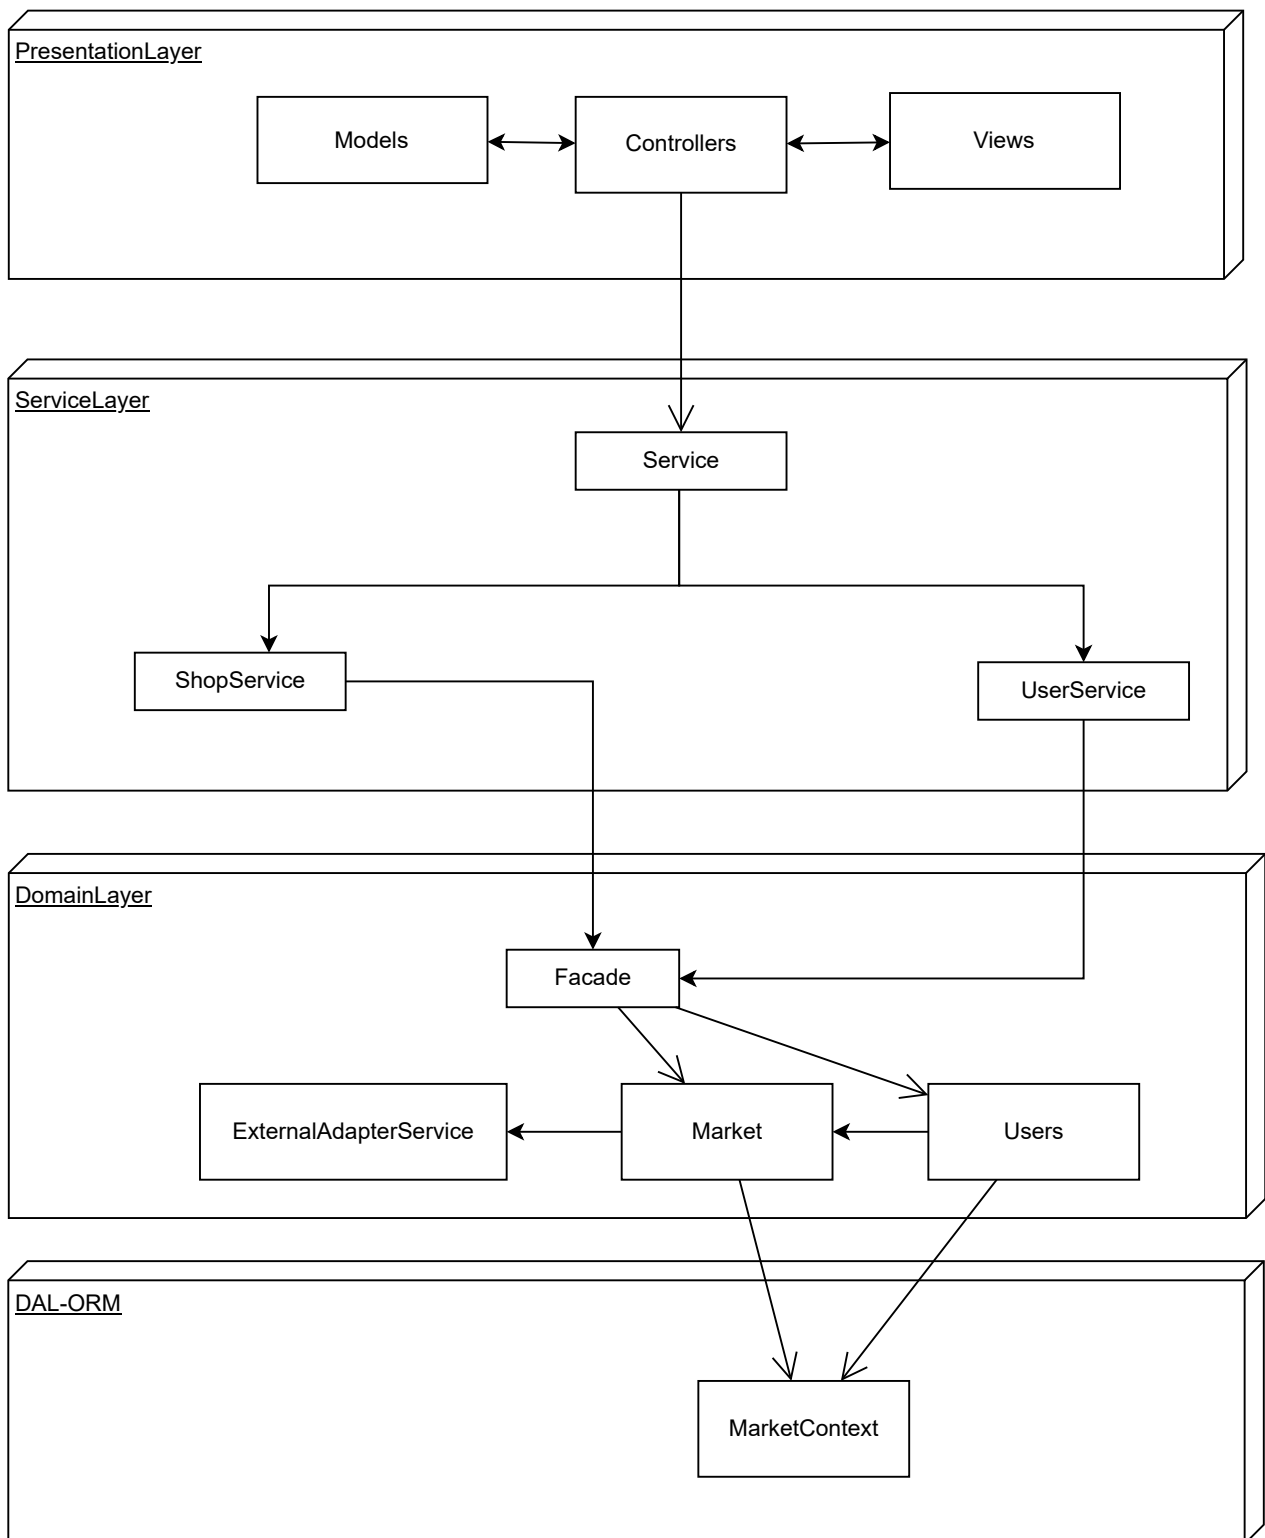 PresentationLayer
Models
Controllers
Views
ServiceLayer
Service
ShopService
UserService
DomainLayer
Facade
ExternalAdapterService
Market
Users
DAL-ORM
MarketContext